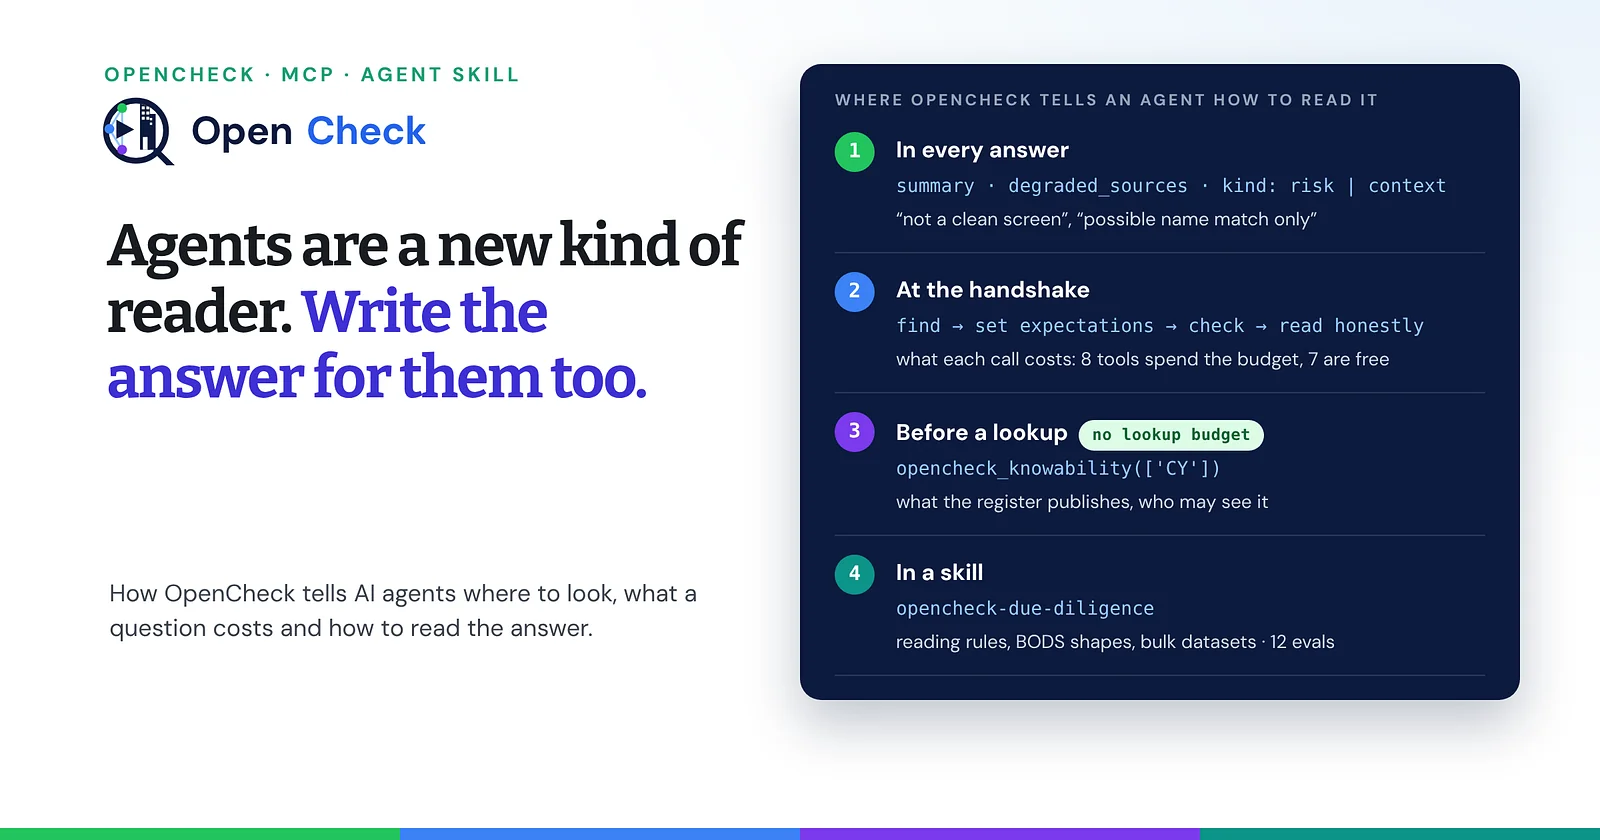 OPENCHECK · MCP · AGENT SKILL
Open Check
Agents are a new kind of
reader. Write the
answer for them too.
How OpenCheck tells AI agents where to look, what a
question costs and how to read the answer.
WHERE OPENCHECK TELLS AN AGENT HOW TO READ IT
1
In every answer
summary · degraded_sources · kind: risk | context
“not a clean screen”, “possible name match only”
2
At the handshake
find → set expectations → check → read honestly
what each call costs: 8 tools spend the budget, 7 are free
3
Before a lookup no lookup budget
opencheck_knowability(['CY'])
what the register publishes, who may see it
4
In a skill
opencheck-due-diligence
reading rules, BODS shapes, bulk datasets · 12 evals